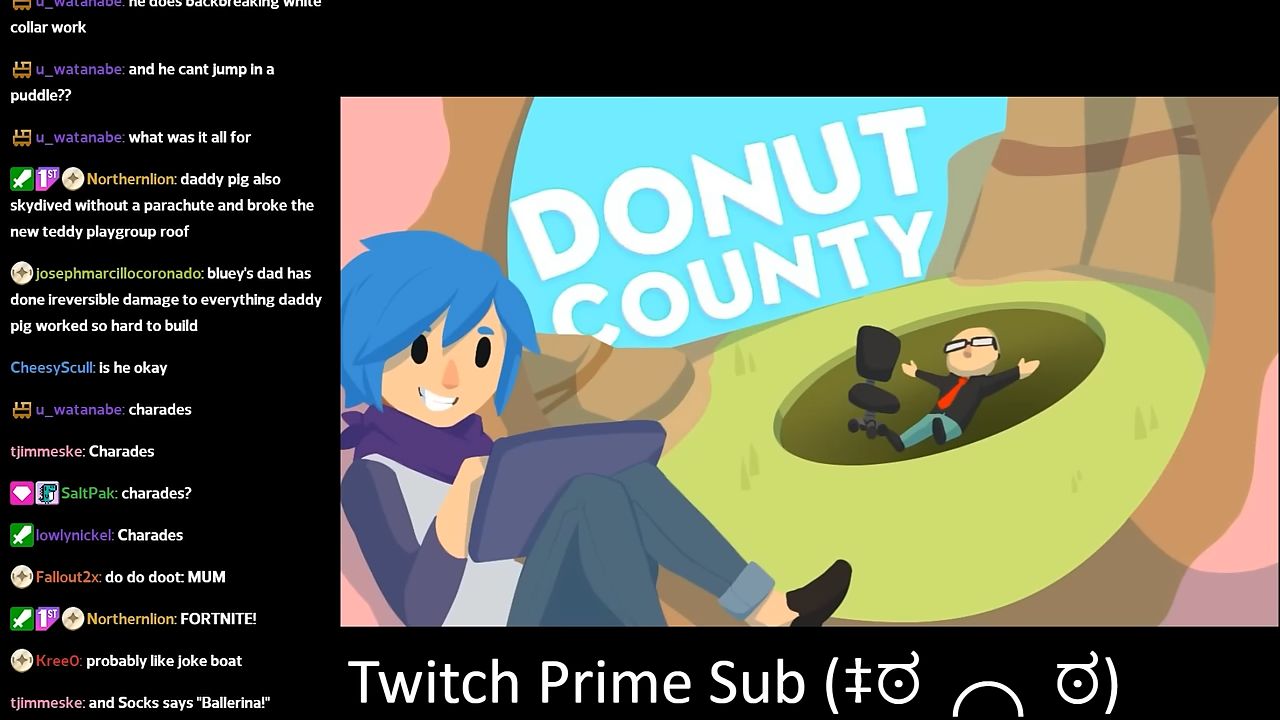 u_watanabe: he does backbreaking white
collar work
u_watanabe: and he cant jump in a
puddle??
u_watanabe: what was it all for
1ST Northernlion: daddy pig also
skydived without a parachute and broke the
new teddy playgroup roof
josephmarcillocoronado: bluey's dad has
done ireversible damage to everything daddy
pig worked so hard to build
CheesyScull: is he okay
u_watanabe: charades
tjimmeske: Charades
SaltPak: charades?
lowlynickel: Charades
Fallout2x: do do doot: MUM
1ST Northernlion: FORTNITE!
KreeO: probably like joke boat
tjimmeske: and Socks says "Ballerina!"
DONUT
COUNTY
Twitch Prime Sub (‡ಠ ╭╮ ಠ)